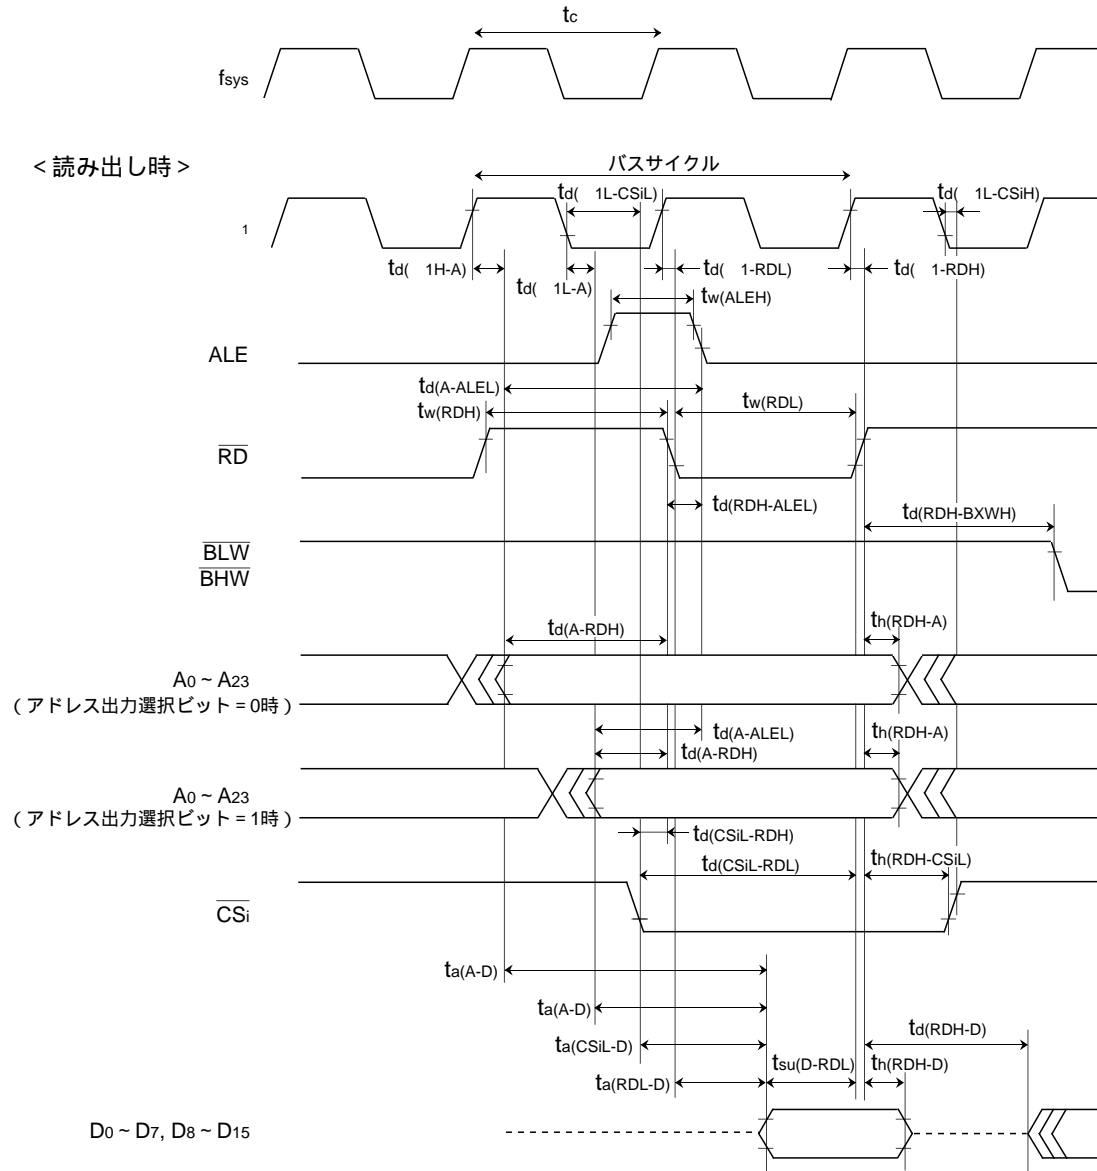 tc
fsys
<読み出し時>
バスサイクル
td( 1L-CSiL)
td( 1L-CSiH)
1
td( 1H-A)
td( 1-RDL)
td( 1-RDH)
td( 1L-A)
tw(ALEH)
ALE
td(A-ALEL)
tw(RDH)
tw(RDL)
RD
td(RDH-ALEL)
td(RDH-BXWH)
BLW
BHW
td(A-RDH)
th(RDH-A)
A0 ~ A23
(アドレス出力選択ビット = 0時)
td(A-ALEL)
th(RDH-A)
td(A-RDH)
A0 ~ A23
(アドレス出力選択ビット = 1時)
td(CSiL-RDH)
td(CSiL-RDL)
th(RDH-CSiL)
CSi
ta(A-D)
ta(A-D)
td(RDH-D)
ta(CSiL-D)
tsu(D-RDL)
th(RDH-D)
ta(RDL-D)
D0 ~ D7, D8 ~ D15